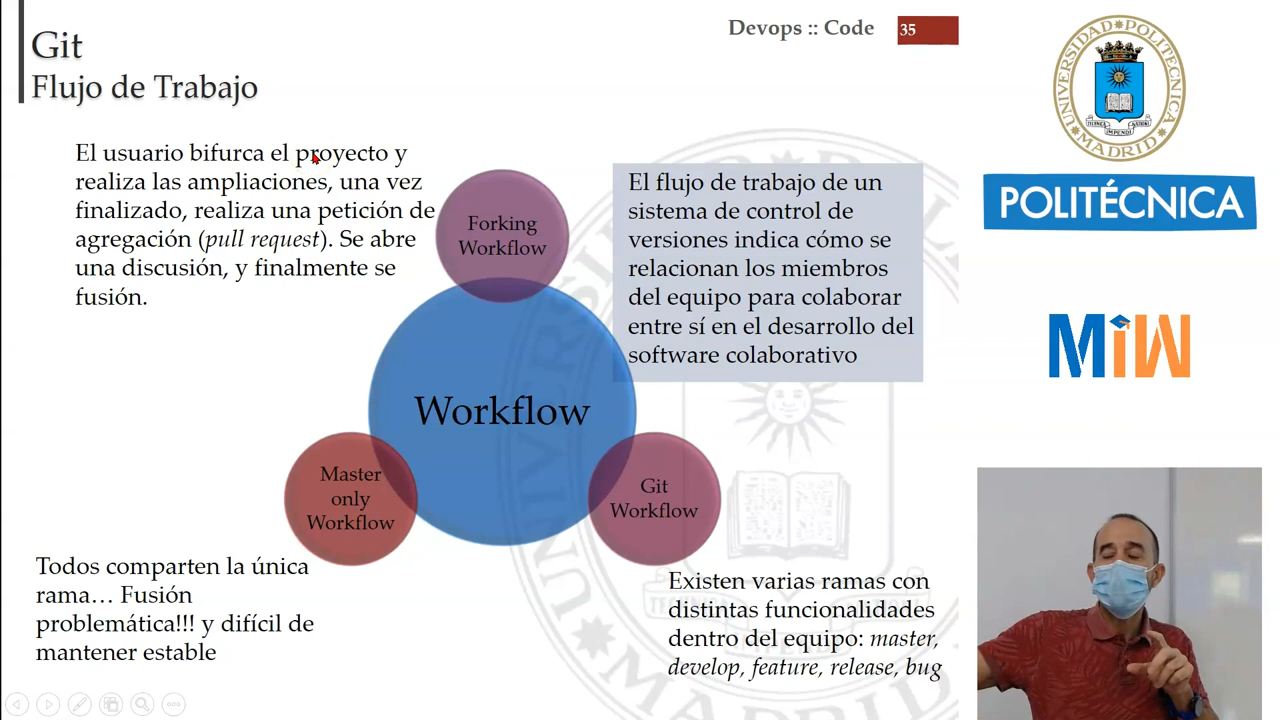 Git
Flujo de Trabajo
Devops :: Code
35
El usuario bifurca el proyecto y
realiza las ampliaciones, una vez
finalizado, realiza una petición de
agregación (pull request). Se abre
una discusión, y finalmente se
fusión.
Forking
Workflow
El flujo de trabajo de un
sistema de control de
versiones indica cómo se
relacionan los miembros
del equipo para colaborar
entre sí en el desarrollo del
software colaborativo
Workflow
Master
only
Workflow
Git
Workflow
Todos comparten la única
rama… Fusión
problemática!!! y difícil de
mantener estable
Existen varias ramas con
distintas funcionalidades
dentro del equipo: master,
develop, feature, release, bug
UNIVERSIDAD POLITÉCNICA
MADRID
POLITÉCNICA
MiW